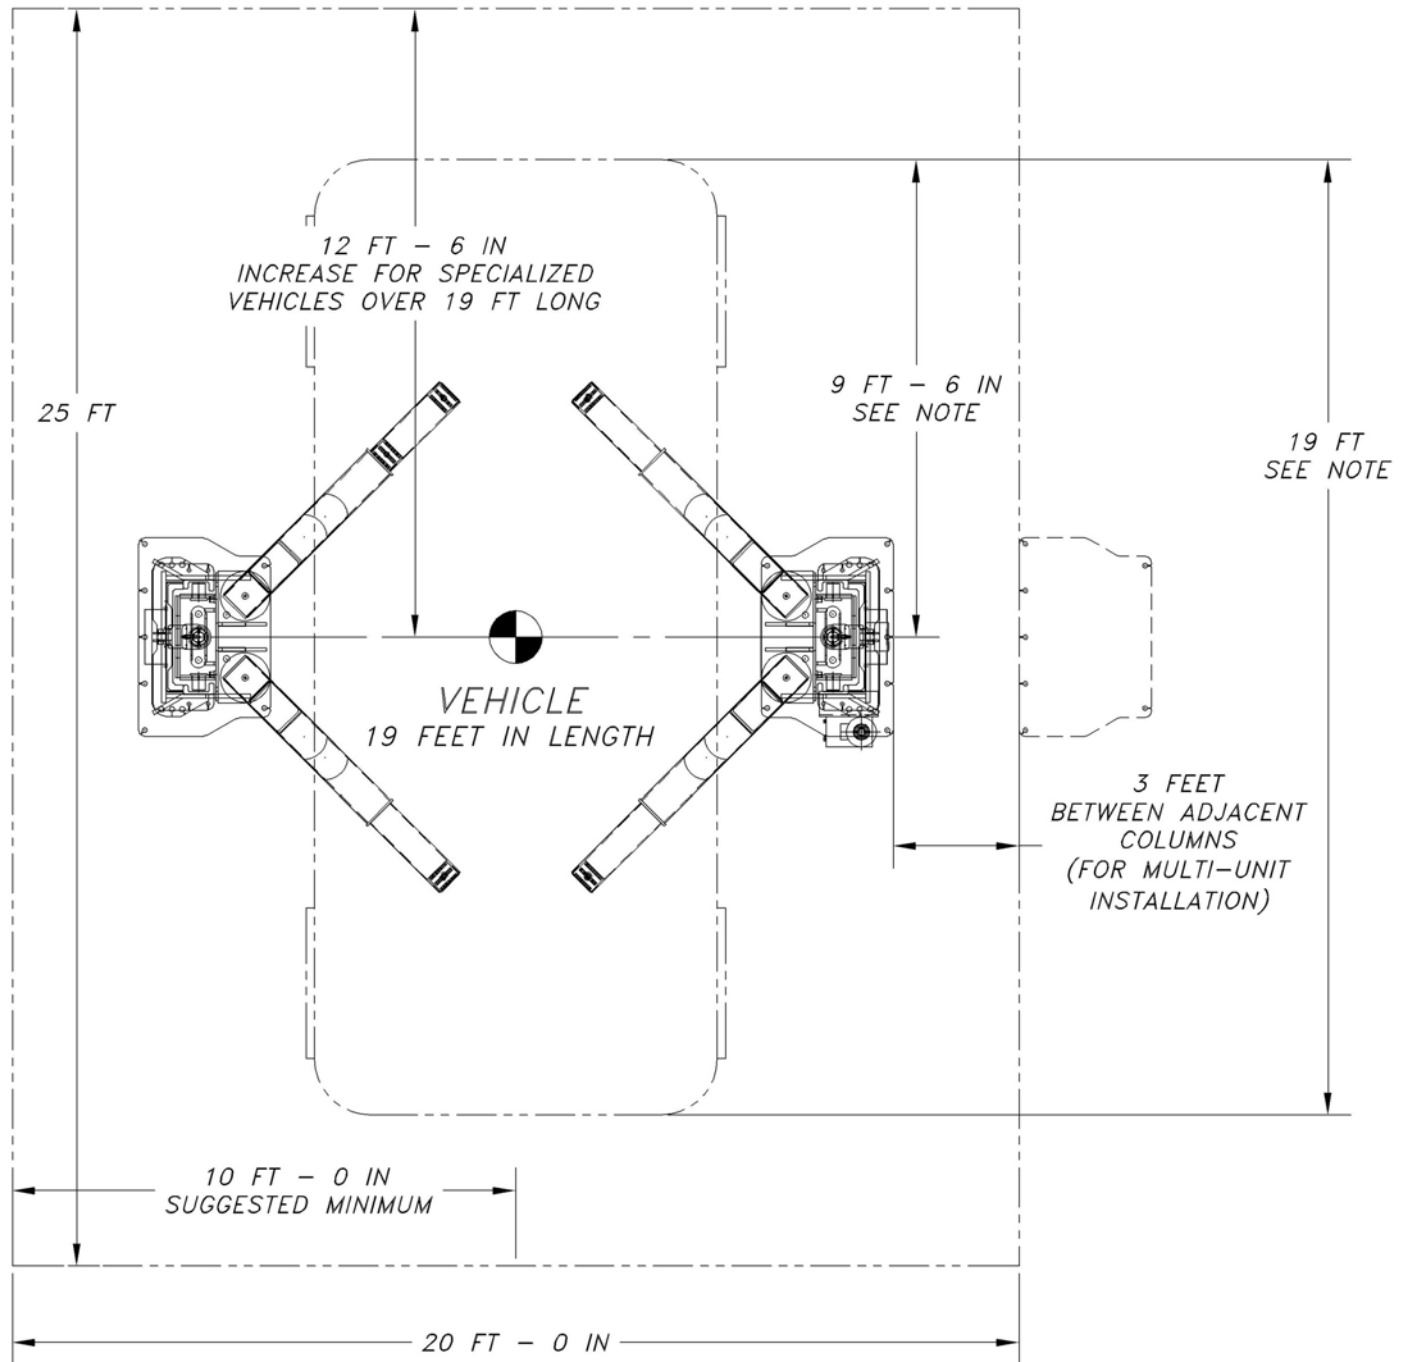 12 FT – 6 IN
INCREASE FOR SPECIALIZED
VEHICLES OVER 19 FT LONG
25 FT
9 FT – 6 IN
SEE NOTE
19 FT
SEE NOTE
VEHICLE
19 FEET IN LENGTH
3 FEET
BETWEEN ADJACENT
COLUMNS
(FOR MULTI–UNIT
INSTALLATION)
10 FT – 0 IN
SUGGESTED MINIMUM
20 FT – 0 IN